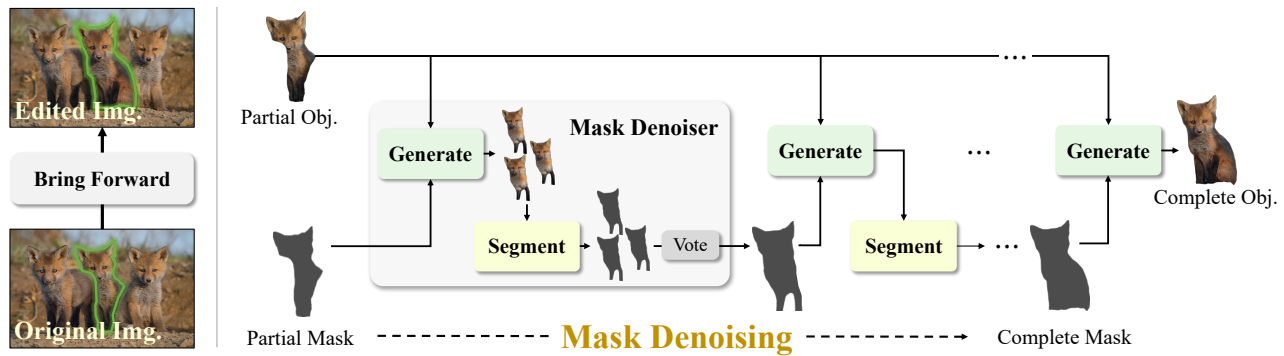 Edited Img.
Bring Forward
Original Img.
Partial Obj.
Mask Denoiser
Generate
Segment
Vote
Partial Mask
Mask Denoising
Generate
Segment
...
...
...
Generate
Complete Obj.
Complete Mask